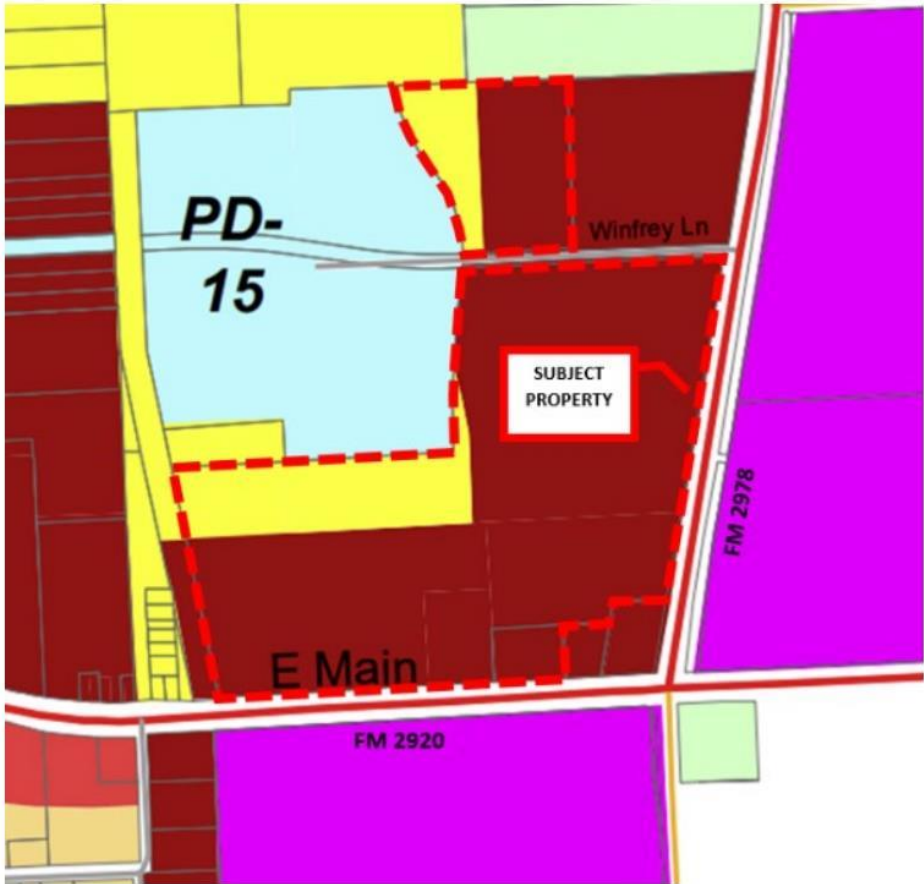 PD-
15
Winfrey Ln
SUBJECT
PROPERTY
FM 2978
E Main
FM 2920